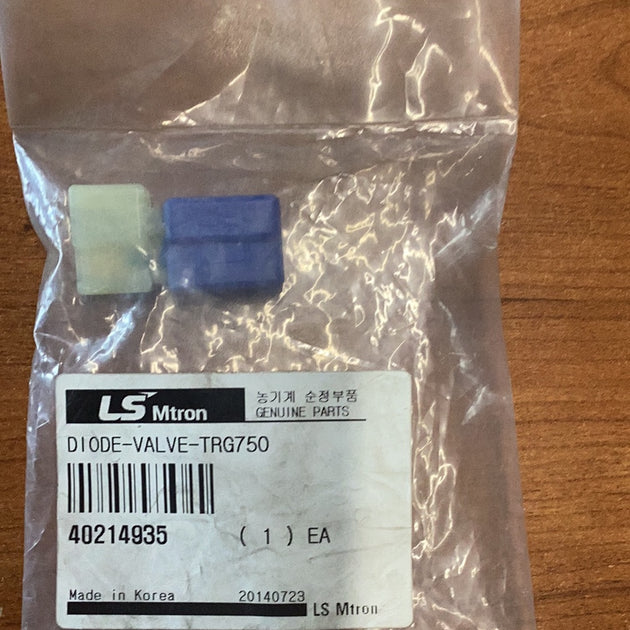 LS Mtron 농기계 순정부품
GENUINE PARTS
DIODE-VALVE-TRG750
40214935 ( 1 ) EA
Made in Korea 20140723
LS Mtron